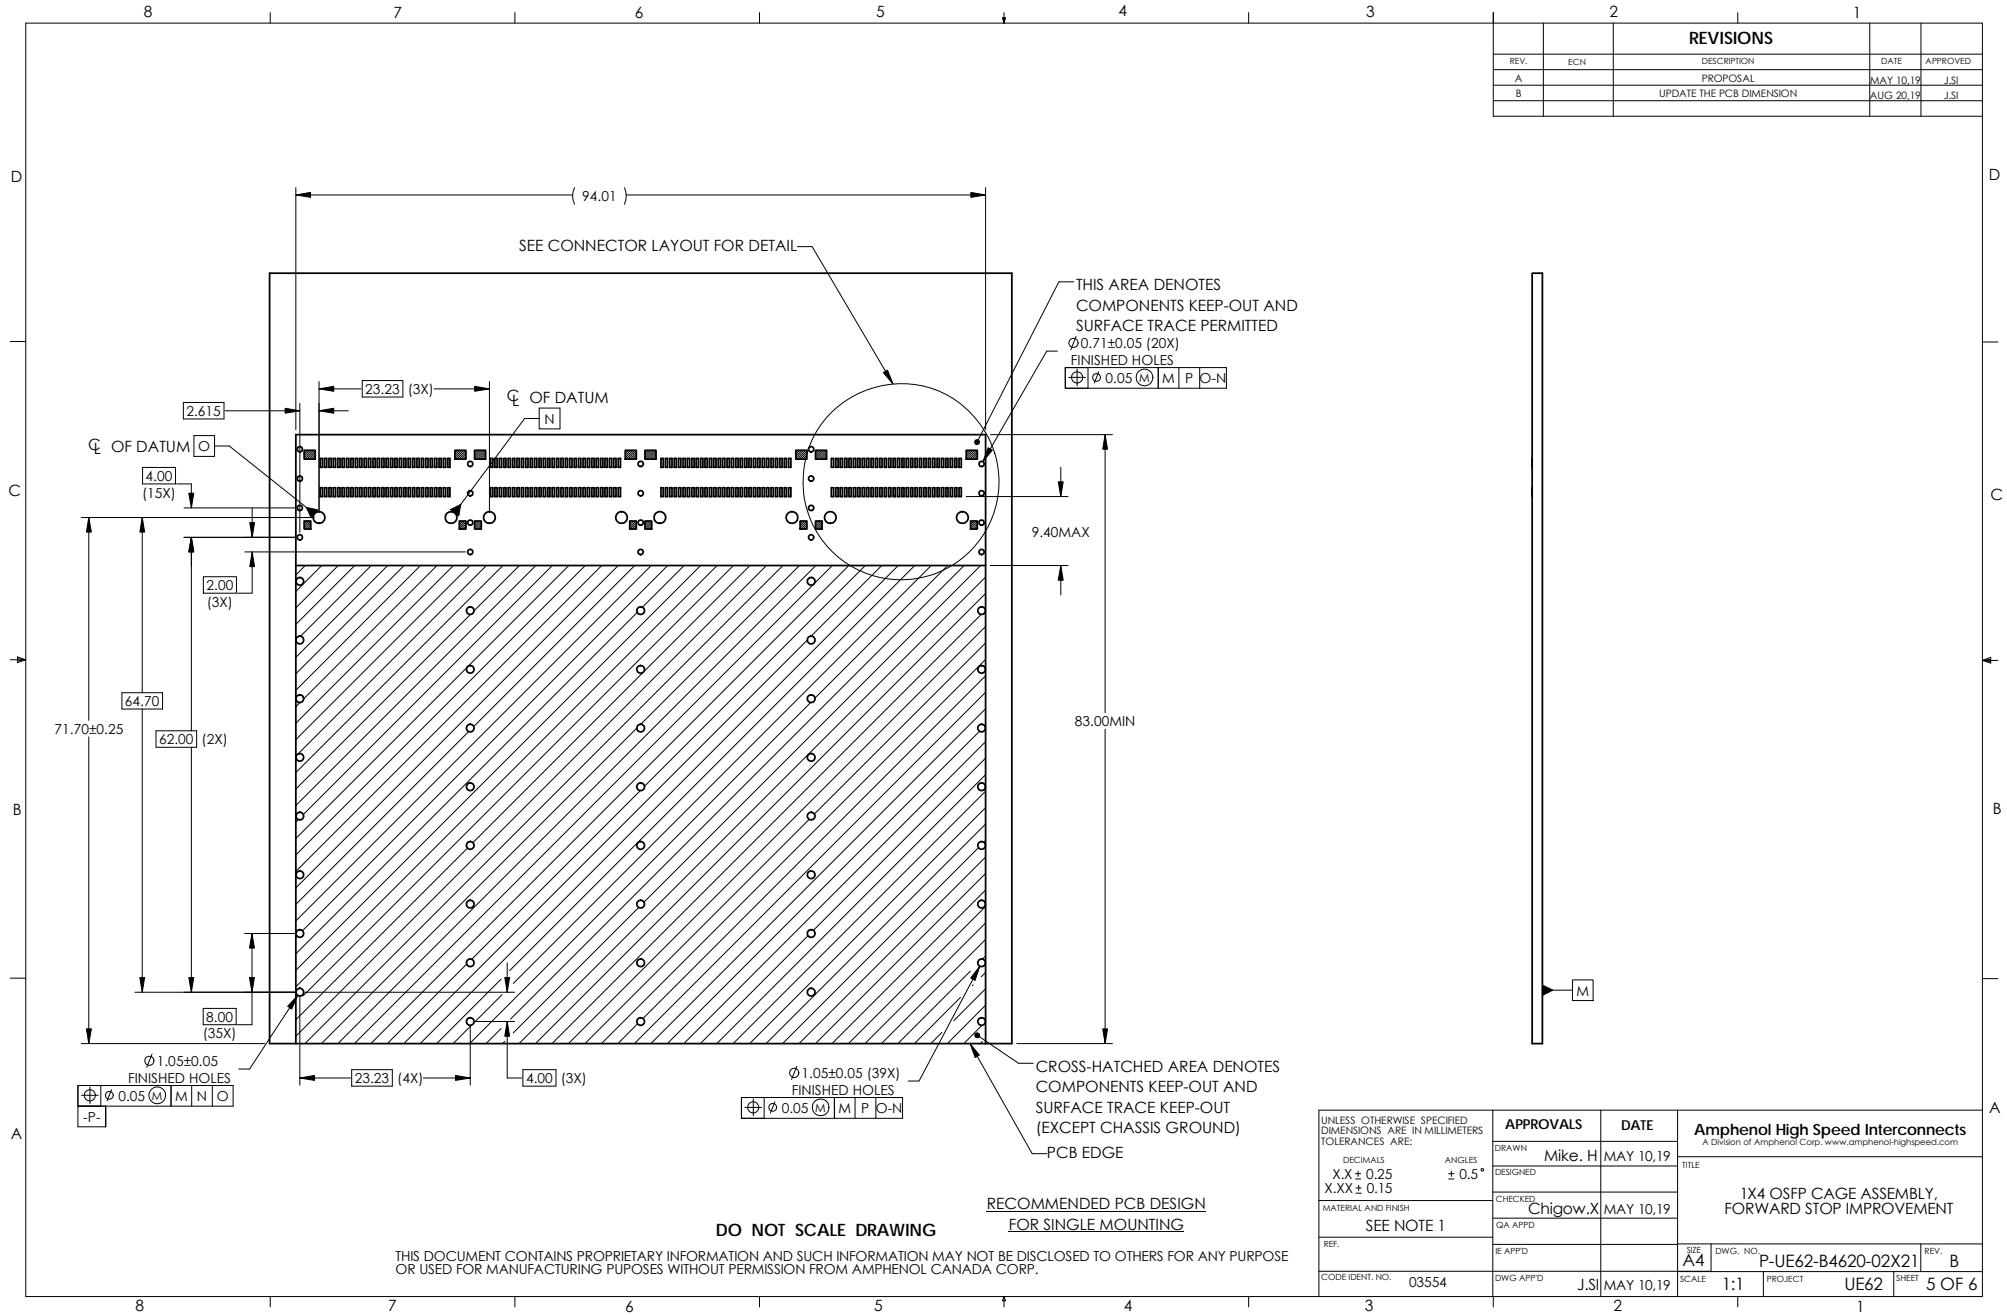 8 7 6 5 4 3 2 1
REVISIONS
REV. ECN DESCRIPTION DATE APPROVED
A PROPOSAL MAY 10,19 J.SI
B UPDATE THE PCB DIMENSION AUG 20,19 J.SI
D D
( 94.01 )
SEE CONNECTOR LAYOUT FOR DETAIL
THIS AREA DENOTES
COMPONENTS KEEP-OUT AND
SURFACE TRACE PERMITTED
Ø0.71±0.05 (20X)
FINISHED HOLES
⌖ Ø 0.05 Ⓜ M P O-N
23.23 (3X)
℄ OF DATUM
N
2.615
℄ OF DATUM O
4.00
(15X)
C C
9.40MAX
2.00
(3X)
64.70
71.70±0.25
62.00 (2X)
83.00MIN
B B
M
8.00
(35X)
Ø1.05±0.05
FINISHED HOLES
⌖ Ø 0.05 Ⓜ M N O
-P-
23.23 (4X)
4.00 (3X)
Ø1.05±0.05 (39X)
FINISHED HOLES
⌖ Ø 0.05 Ⓜ M P O-N
CROSS-HATCHED AREA DENOTES
COMPONENTS KEEP-OUT AND
SURFACE TRACE KEEP-OUT
(EXCEPT CHASSIS GROUND)
PCB EDGE
A A
RECOMMENDED PCB DESIGN
FOR SINGLE MOUNTING
DO NOT SCALE DRAWING
THIS DOCUMENT CONTAINS PROPRIETARY INFORMATION AND SUCH INFORMATION MAY NOT BE DISCLOSED TO OTHERS FOR ANY PURPOSE
OR USED FOR MANUFACTURING PUPOSES WITHOUT PERMISSION FROM AMPHENOL CANADA CORP.
UNLESS OTHERWISE SPECIFIED
DIMENSIONS ARE IN MILLIMETERS
TOLERANCES ARE:
DECIMALS ANGLES
X.X ± 0.25 ± 0.5°
X.XX ± 0.15
MATERIAL AND FINISH
SEE NOTE 1
REF.
CODE IDENT. NO. 03554
APPROVALS DATE
DRAWN Mike. H MAY 10,19
DESIGNED
CHECKED Chigow.X MAY 10,19
QA APPD
IE APP'D
DWG APP'D J.SI MAY 10,19
Amphenol High Speed Interconnects
A Division of Amphenol Corp. www.amphenol-highspeed.com
TITLE
1X4 OSFP CAGE ASSEMBLY,
FORWARD STOP IMPROVEMENT
SIZE A4 DWG. NO. P-UE62-B4620-02X21 REV. B
SCALE 1:1 PROJECT UE62 SHEET 5 OF 6
8 7 6 5 4 3 2 1